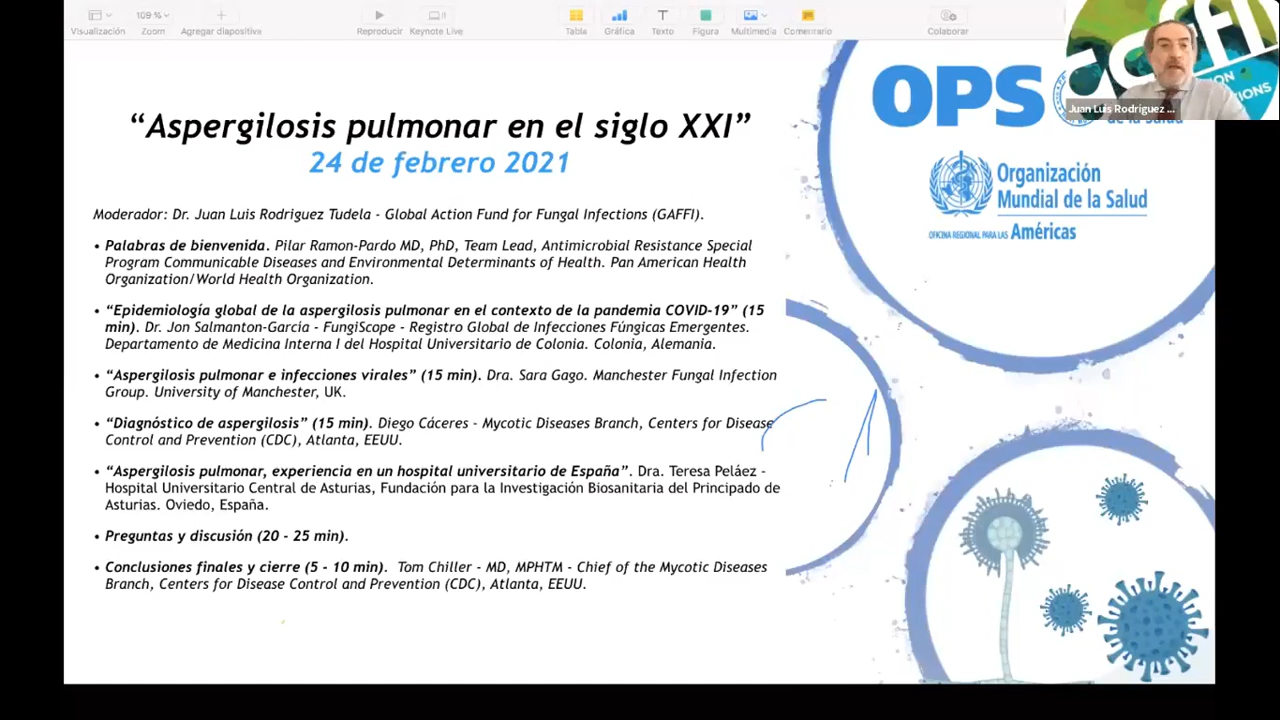 109 %
Visualización
Zoom
Agregar diapositiva
Reproducir
Keynote Live
Tabla
Gráfica
Texto
Figura
Multimedia
Comentario
Colaborar
Juan Luis Rodriguez ...
“Aspergilosis pulmonar en el siglo XXI”
24 de febrero 2021
Moderador: Dr. Juan Luis Rodriguez Tudela - Global Action Fund for Fungal Infections (GAFFI).
• Palabras de bienvenida. Pilar Ramon-Pardo MD, PhD, Team Lead, Antimicrobial Resistance Special
Program Communicable Diseases and Environmental Determinants of Health. Pan American Health
Organization/World Health Organization.
• “Epidemiología global de la aspergilosis pulmonar en el contexto de la pandemia COVID-19” (15
min). Dr. Jon Salmanton-García - FungiScope - Registro Global de Infecciones Fúngicas Emergentes.
Departamento de Medicina Interna I del Hospital Universitario de Colonia. Colonia, Alemania.
• “Aspergilosis pulmonar e infecciones virales” (15 min). Dra. Sara Gago. Manchester Fungal Infection
Group. University of Manchester, UK.
• “Diagnóstico de aspergilosis” (15 min). Diego Cáceres - Mycotic Diseases Branch, Centers for Disease
Control and Prevention (CDC), Atlanta, EEUU.
• “Aspergilosis pulmonar, experiencia en un hospital universitario de España”. Dra. Teresa Peláez -
Hospital Universitario Central de Asturias, Fundación para la Investigación Biosanitaria del Principado de
Asturias. Oviedo, España.
• Preguntas y discusión (20 - 25 min).
• Conclusiones finales y cierre (5 - 10 min). Tom Chiller - MD, MPHTM - Chief of the Mycotic Diseases
Branch, Centers for Disease Control and Prevention (CDC), Atlanta, EEUU.
OPS
de la Salud
Organización
Mundial de la Salud
OFICINA REGIONAL PARA LAS Américas